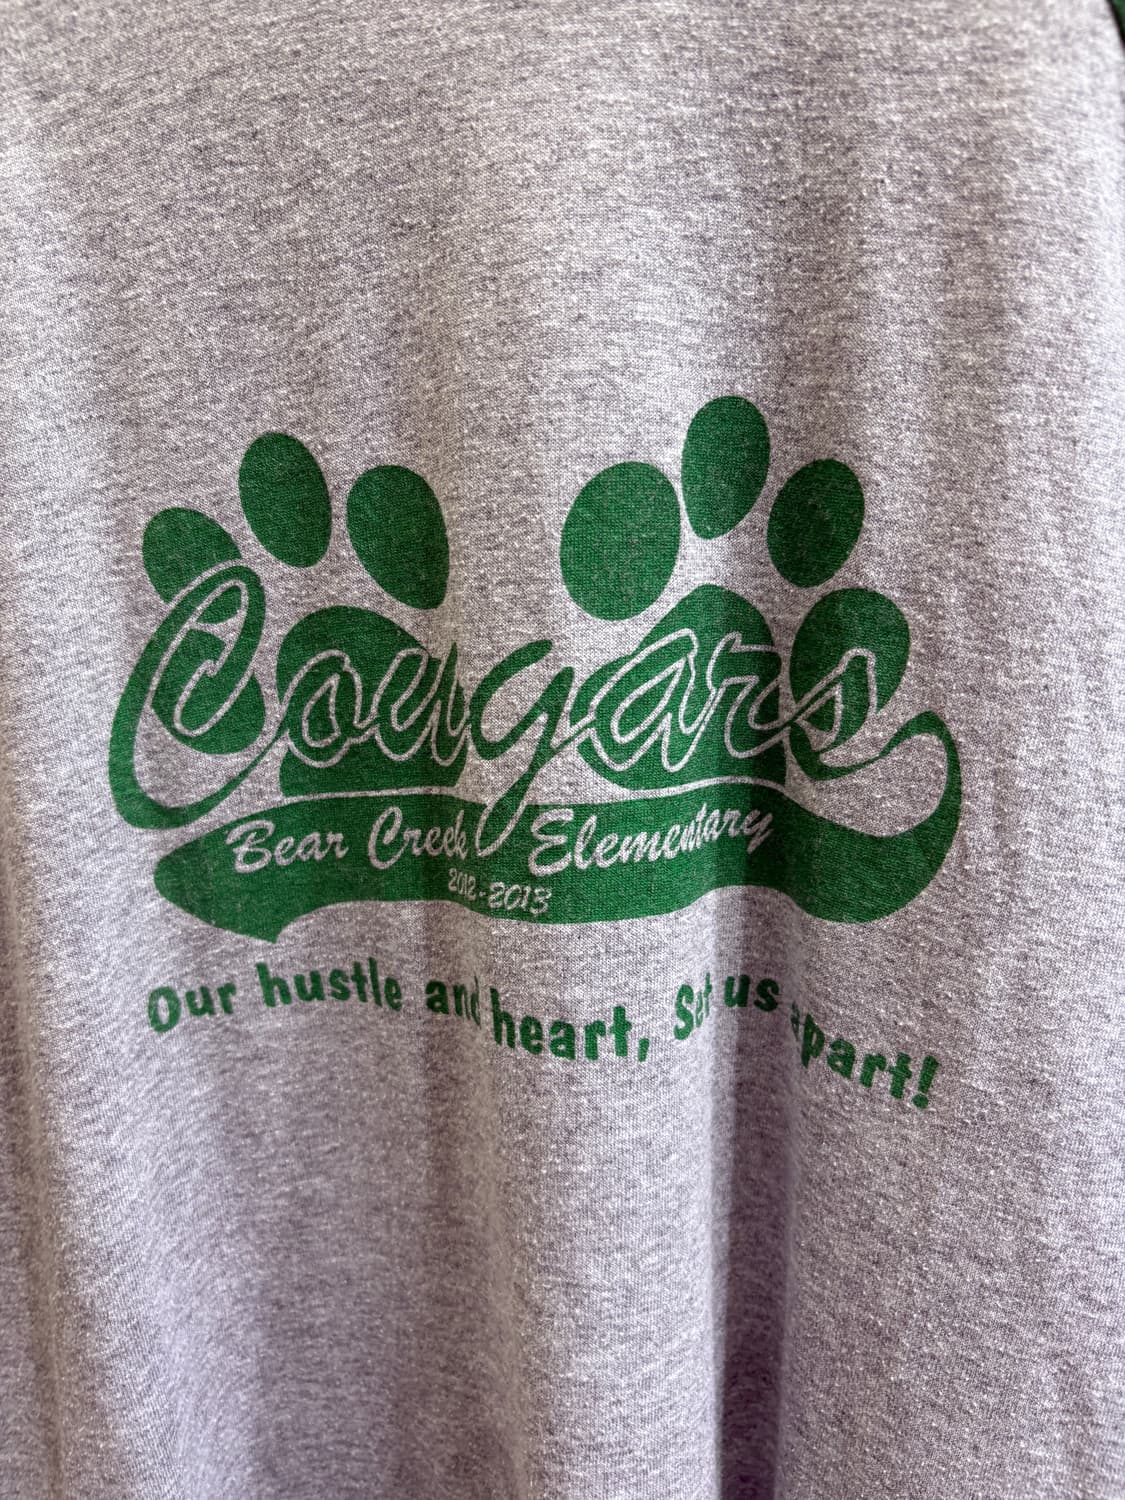 Cougars
Bear Creek Elementary
2012-2013
Our hustle and heart, Set us apart!